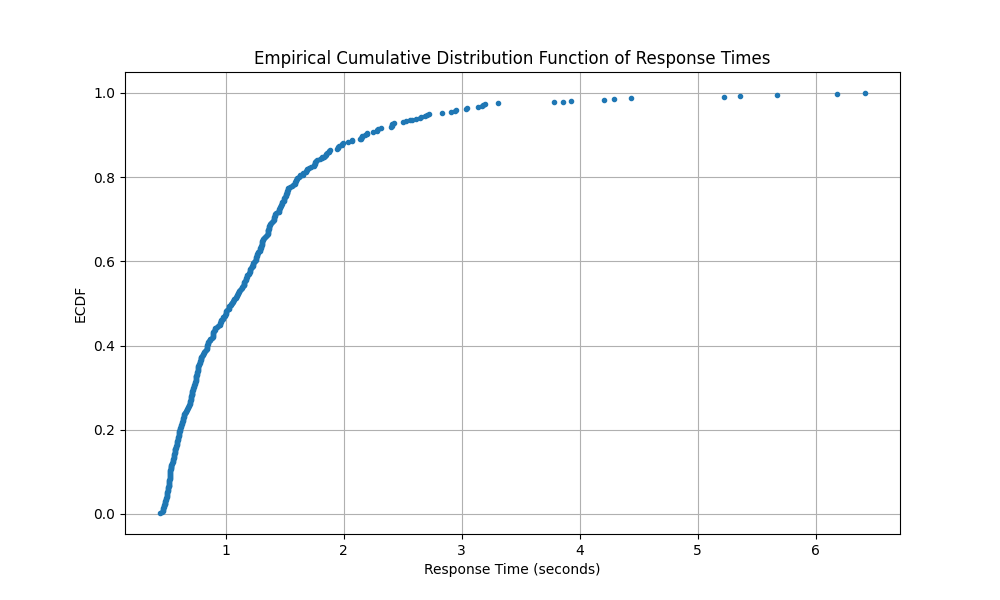 Empirical Cumulative Distribution Function of Response Times
1.0
0.8
0.6
0.4
0.2
0.0
ECDF
1 2 3 4 5 6
Response Time (seconds)